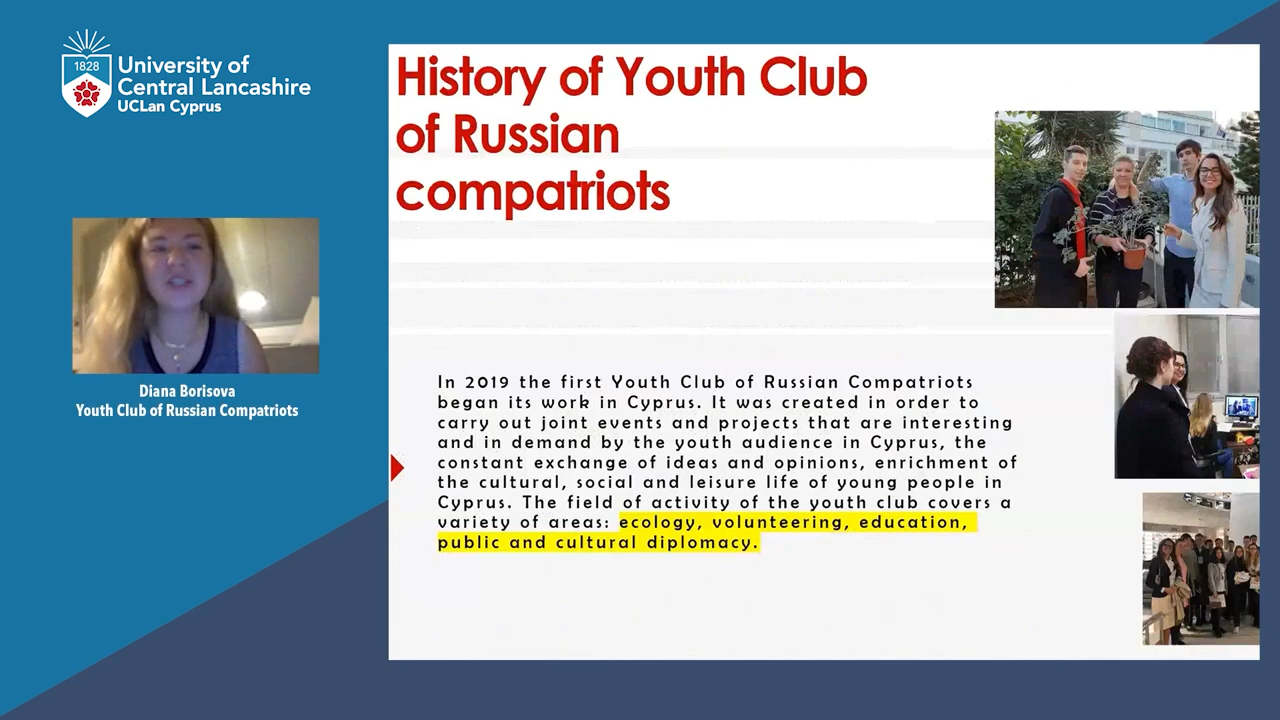 1828
University of
Central Lancashire
UCLan Cyprus
Diana Borisova
Youth Club of Russian Compatriots
History of Youth Club
of Russian
compatriots
In 2019 the first Youth Club of Russian Compatriots
began its work in Cyprus. It was created in order to
carry out joint events and projects that are interesting
and in demand by the youth audience in Cyprus, the
constant exchange of ideas and opinions, enrichment of
the cultural, social and leisure life of young people in
Cyprus. The field of activity of the youth club covers a
variety of areas: ecology, volunteering, education,
public and cultural diplomacy.